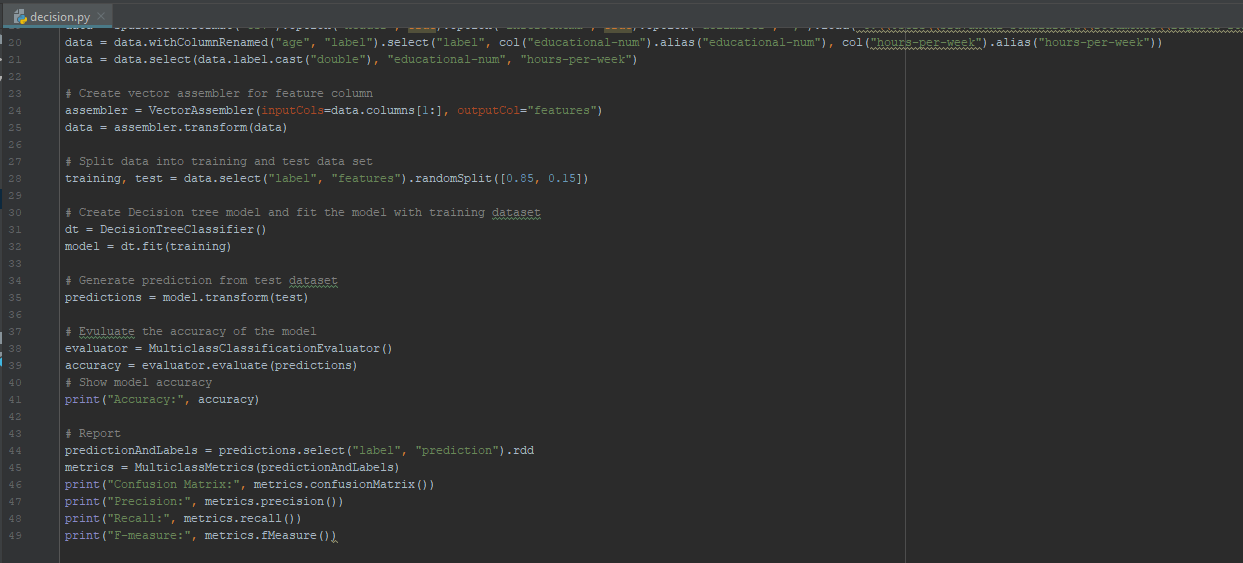 decision.py
20 data = data.withColumnRenamed("age", "label").select("label", col("educational-num").alias("educational-num"), col("hours-per-week").alias("hours-per-week"))
21 data = data.select(data.label.cast("double"), "educational-num", "hours-per-week")
22
23 # Create vector assembler for feature column
24 assembler = VectorAssembler(inputCols=data.columns[1:], outputCol="features")
25 data = assembler.transform(data)
26
27 # Split data into training and test data set
28 training, test = data.select("label", "features").randomSplit([0.85, 0.15])
29
30 # Create Decision tree model and fit the model with training dataset
31 dt = DecisionTreeClassifier()
32 model = dt.fit(training)
33
34 # Generate prediction from test dataset
35 predictions = model.transform(test)
36
37 # Evuluate the accuracy of the model
38 evaluator = MulticlassClassificationEvaluator()
39 accuracy = evaluator.evaluate(predictions)
40 # Show model accuracy
41 print("Accuracy:", accuracy)
42
43 # Report
44 predictionAndLabels = predictions.select("label", "prediction").rdd
45 metrics = MulticlassMetrics(predictionAndLabels)
46 print("Confusion Matrix:", metrics.confusionMatrix())
47 print("Precision:", metrics.precision())
48 print("Recall:", metrics.recall())
49 print("F-measure:", metrics.fMeasure())